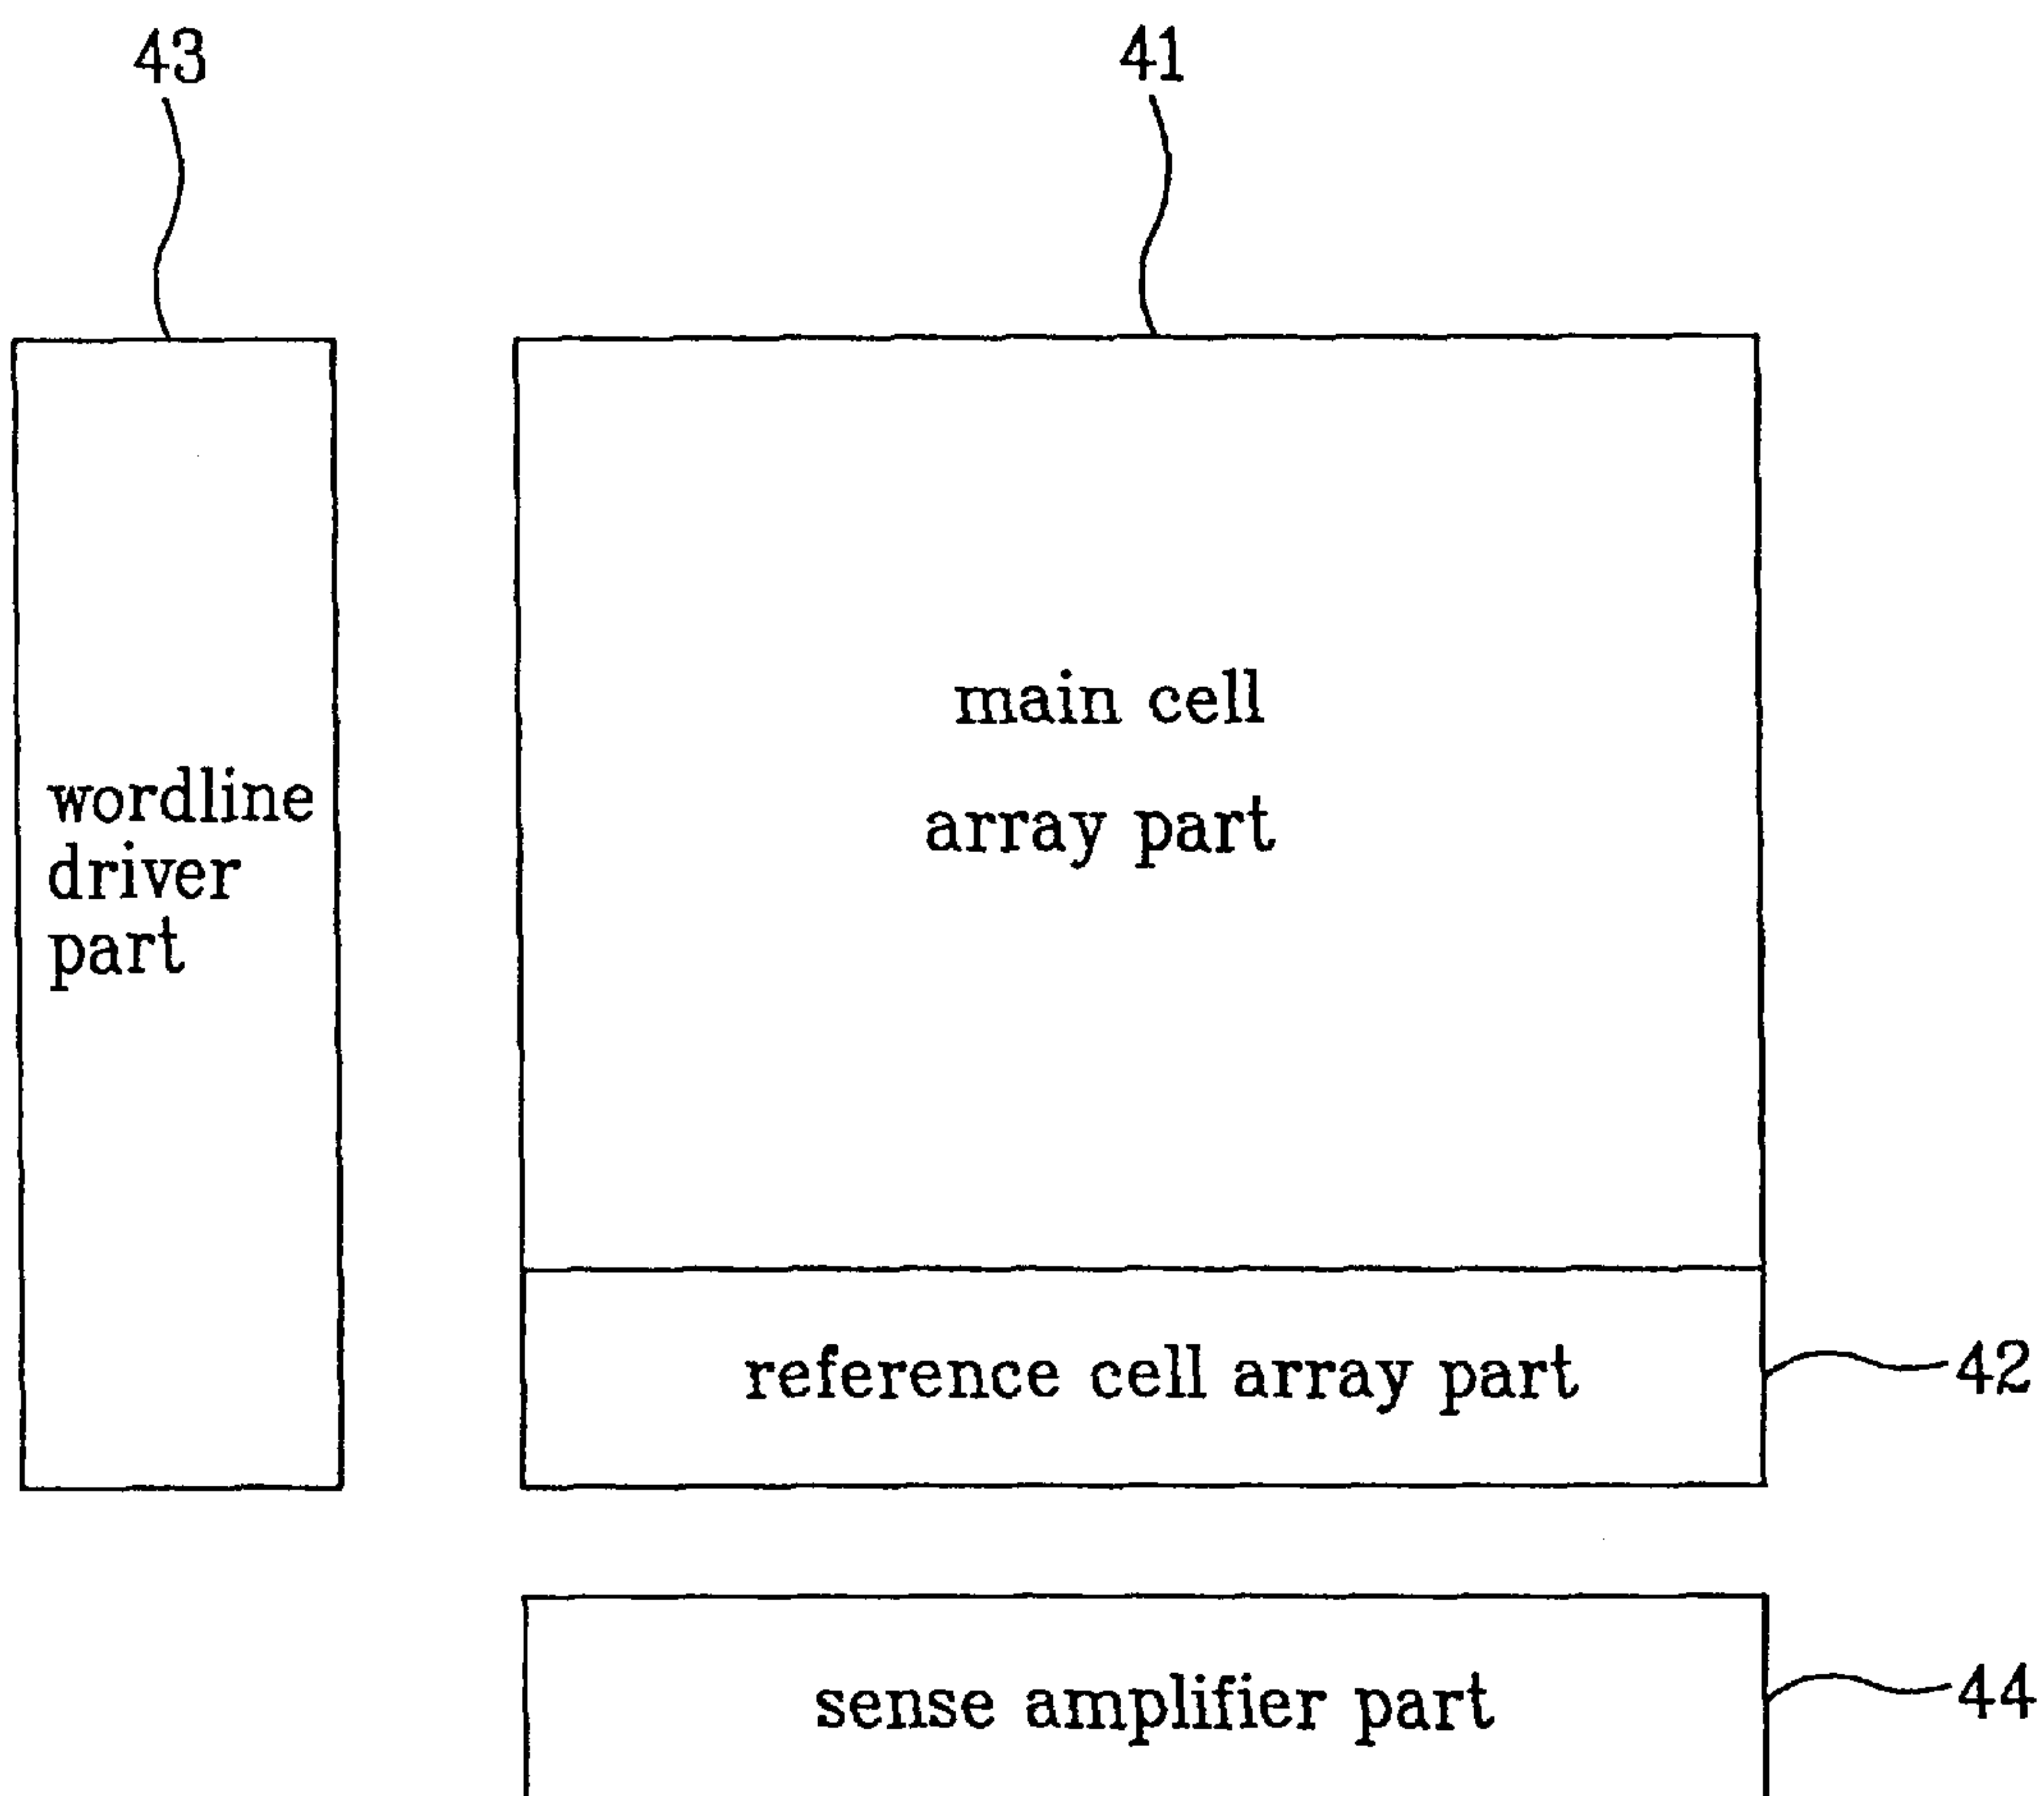 43
41
main cell
array part
wordline
driver
part
reference cell array part
42
sense amplifier part
44